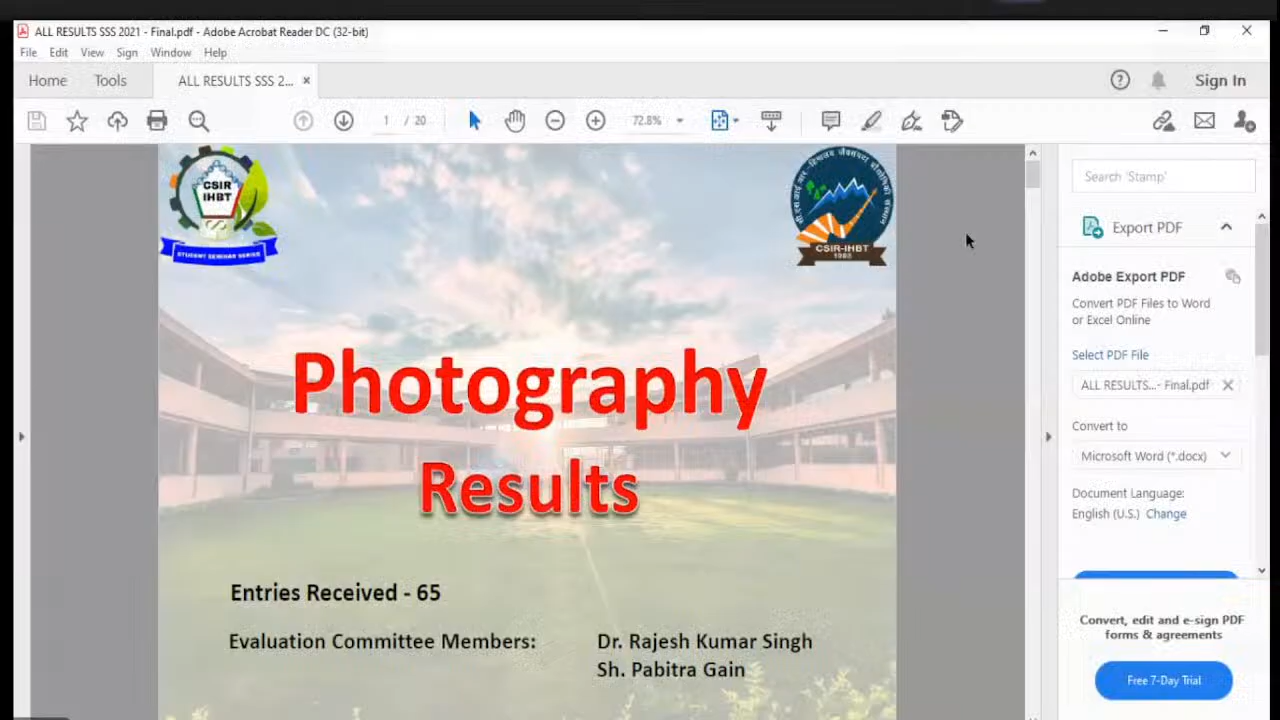 ALL RESULTS SSS 2021 - Final.pdf - Adobe Acrobat Reader DC (32-bit)
File Edit View Sign Window Help
Home Tools ALL RESULTS SSS 2... × Sign In
1 / 20 72.8%
CSIR
IHBT
STUDENT SEMINAR SERIES
CSIR-IHBT
1983
Photography
Results
Entries Received - 65
Evaluation Committee Members: Dr. Rajesh Kumar Singh
Sh. Pabitra Gain
Search 'Stamp'
Export PDF
Adobe Export PDF
Convert PDF Files to Word
or Excel Online
Select PDF File
ALL RESULTS...- Final.pdf ×
Convert to
Microsoft Word (*.docx)
Document Language:
English (U.S.) Change
Convert, edit and e-sign PDF
forms & agreements
Free 7-Day Trial